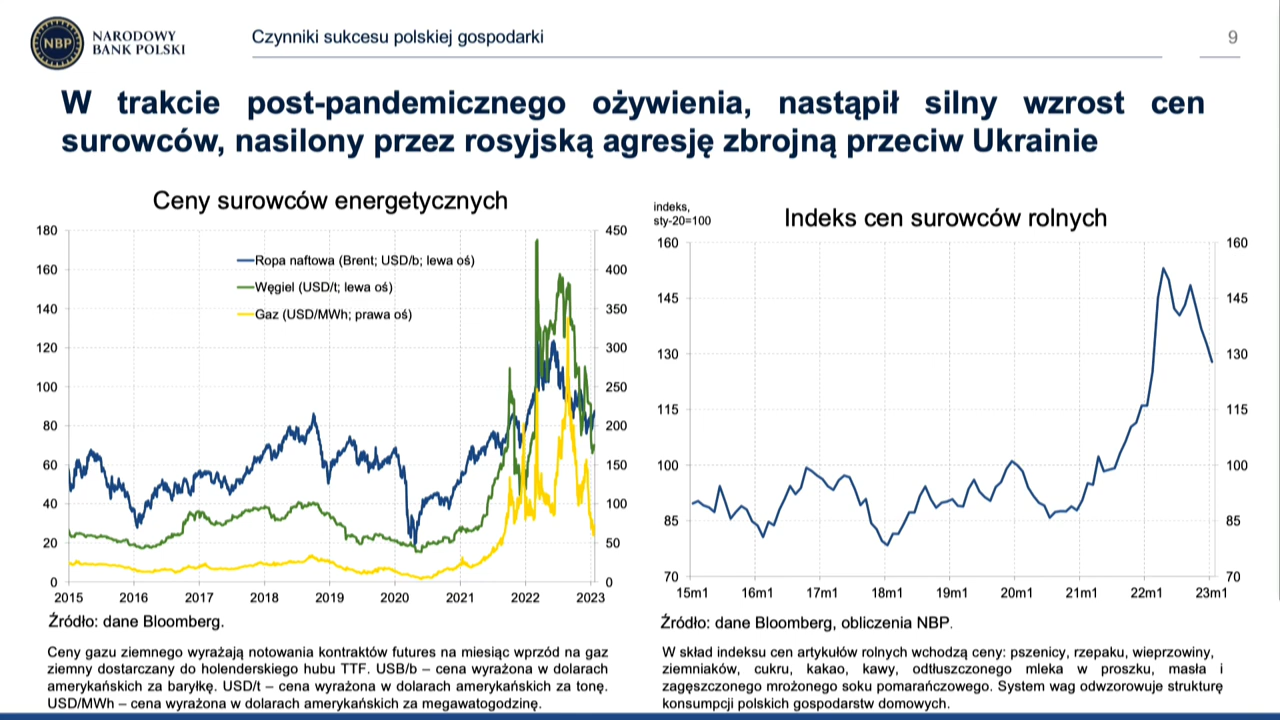 NBP
NARODOWY
BANK POLSKI
Czynniki sukcesu polskiej gospodarki
9
W trakcie post-pandemicznego ożywienia, nastąpił silny wzrost cen
surowców, nasilony przez rosyjską agresję zbrojną przeciw Ukrainie
Ceny surowców energetycznych
180
160
140
120
100
80
60
40
20
0
450
400
350
300
250
200
150
100
50
0
Ropa naftowa (Brent; USD/b; lewa oś)
Węgiel (USD/t; lewa oś)
Gaz (USD/MWh; prawa oś)
2015 2016 2017 2018 2019 2020 2021 2022 2023
Źródło: dane Bloomberg.
Ceny gazu ziemnego wyrażają notowania kontraktów futures na miesiąc wprzód na gaz
ziemny dostarczany do holenderskiego hubu TTF. USB/b – cena wyrażona w dolarach
amerykańskich za baryłkę. USD/t – cena wyrażona w dolarach amerykańskich za tonę.
USD/MWh – cena wyrażona w dolarach amerykańskich za megawatogodzinę.
indeks,
sty-20=100
Indeks cen surowców rolnych
160
145
130
115
100
85
70
160
145
130
115
100
85
70
15m1 16m1 17m1 18m1 19m1 20m1 21m1 22m1 23m1
Źródło: dane Bloomberg, obliczenia NBP.
W skład indeksu cen artykułów rolnych wchodzą ceny: pszenicy, rzepaku, wieprzowiny,
ziemniaków, cukru, kakao, kawy, odtłuszczonego mleka w proszku, masła i
zagęszczonego mrożonego soku pomarańczowego. System wag odwzorowuje strukturę
konsumpcji polskich gospodarstw domowych.